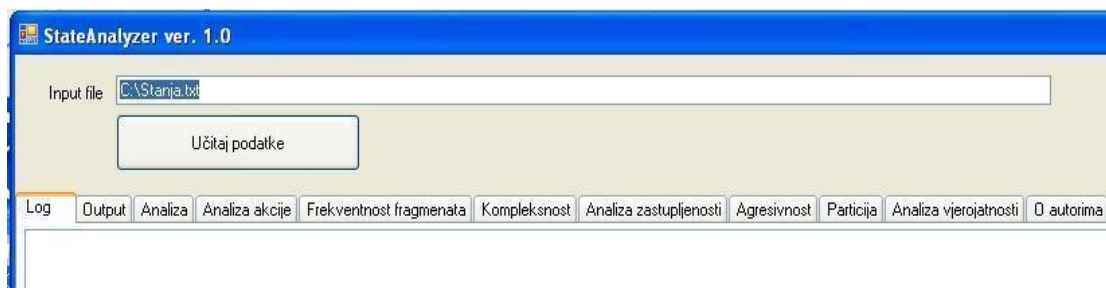 StateAnalyzer ver. 1.0
Input file C:\Stanja.txt
Učitaj podatke
Log Output Analiza Analiza akcije Frekventnost fragmenata Kompleksnost Analiza zastupljenosti Agresivnost Particija Analiza vjerojatnosti O autorima